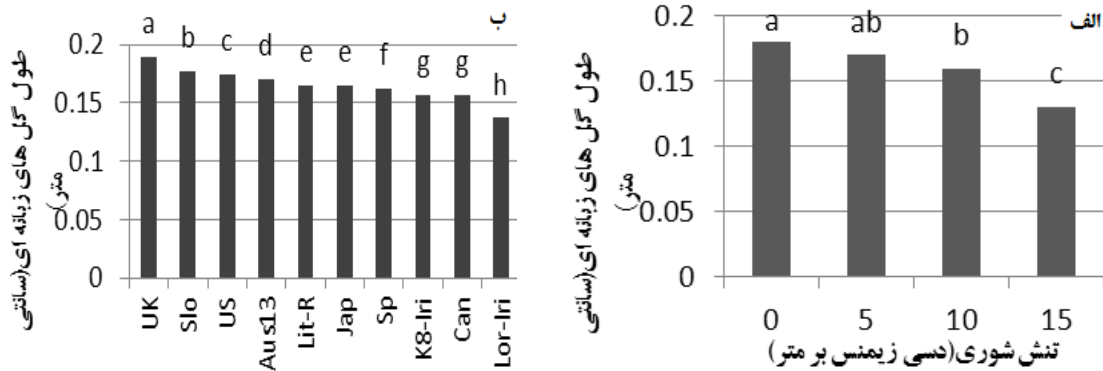 الف
طول گل های زبانه ای(سانتی
متر)
0.2
0.15
0.1
0.05
0
a
ab
b
c
0
5
10
15
تنش شوری(دسی زیمنس بر متر)
ب
طول گل های زبانه ای(سانتی
متر)
0.2
0.15
0.1
0.05
0
a
b
c
d
e
e
f
g
g
h
UK
Slo
US
Aus13
Lit-R
Jap
Sp
K8-Iri
Can
Lor-Iri